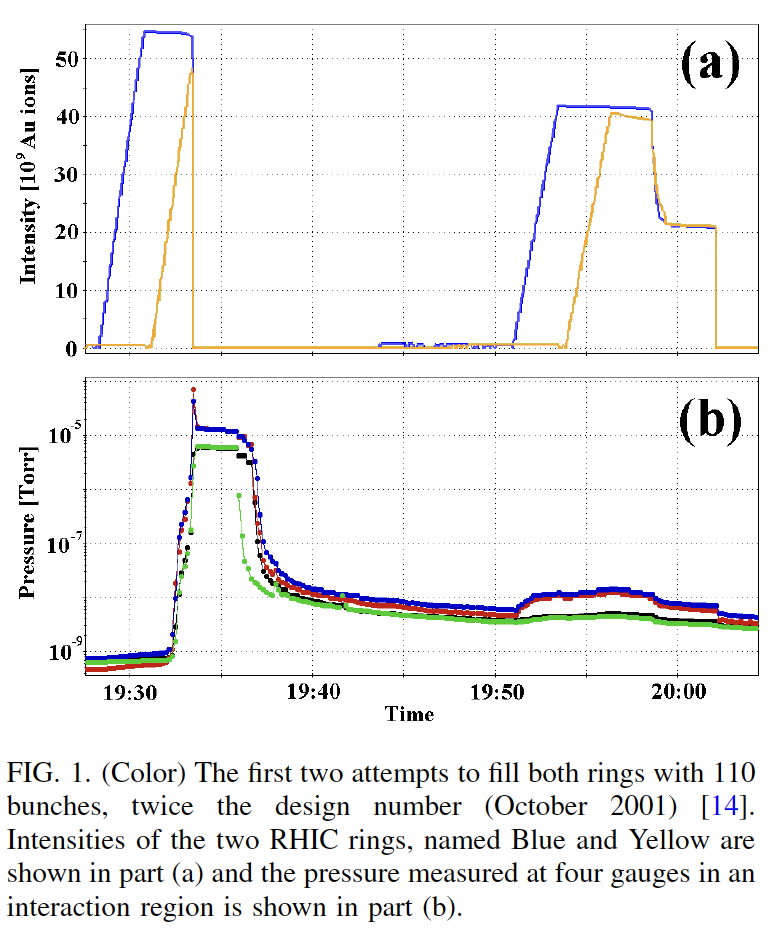 (a)
50
40
30
20
10
0
Intensity [10^9 Au ions]
(b)
10^-5
10^-7
10^-9
Pressure [Torr]
19:30 19:40 19:50 20:00
Time
FIG. 1. (Color) The first two attempts to fill both rings with 110
bunches, twice the design number (October 2001) [14].
Intensities of the two RHIC rings, named Blue and Yellow are
shown in part (a) and the pressure measured at four gauges in an
interaction region is shown in part (b).